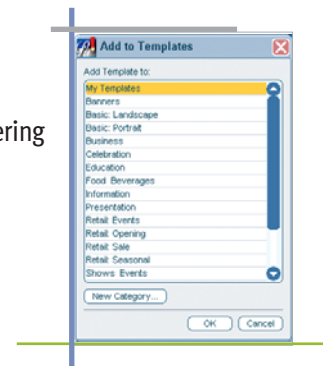 Add to Templates
Add Template to:
My Templates
Banners
Basic: Landscape
Basic: Portrait
Business
Celebration
Education
Food Beverages
Information
Presentation
Retail: Events
Retail: Opening
Retail: Sale
Retail: Seasonal
Shows Events
New Category...
OK Cancel
ering